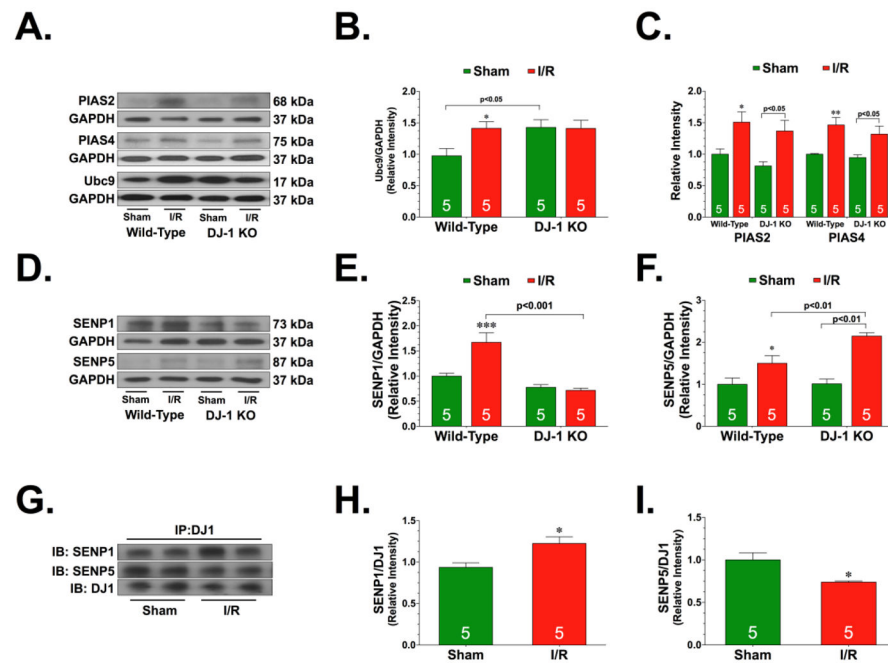 A.
PIAS2 68 kDa
GAPDH 37 kDa
PIAS4 75 kDa
GAPDH 37 kDa
Ubc9 17 kDa
GAPDH 37 kDa
Sham I/R Sham I/R
Wild-Type DJ-1 KO
B.
Sham I/R
Ubc9/GAPDH
(Relative Intensity)
2.0
1.5
1.0
0.5
0.0
p<0.05
*
5 5 5 5
Wild-Type DJ-1 KO
C.
Sham I/R
Relative Intensity
2.0
1.5
1.0
0.5
0.0
* p<0.05 ** p<0.05
5 5 5 5 5 5 5 5
Wild-Type DJ-1 KO Wild-Type DJ-1 KO
PIAS2 PIAS4
D.
SENP1 73 kDa
GAPDH 37 kDa
SENP5 87 kDa
GAPDH 37 kDa
Sham I/R Sham I/R
Wild-Type DJ-1 KO
E.
Sham I/R
SENP1/GAPDH
(Relative Intensity)
2.5
2.0
1.5
1.0
0.5
0.0
p<0.001
***
5 5 5 5
Wild-Type DJ-1 KO
F.
Sham I/R
SENP5/GAPDH
(Relative Intensity)
3
2
1
0
p<0.01
p<0.01
*
5 5 5 5
Wild-Type DJ-1 KO
G.
IP:DJ1
IB: SENP1
IB: SENP5
IB: DJ1
Sham I/R
H.
SENP1/DJ1
(Relative Intensity)
1.5
1.0
0.5
0.0
*
5 5
Sham I/R
I.
SENP5/DJ1
(Relative Intensity)
1.5
1.0
0.5
0.0
*
5 5
Sham I/R